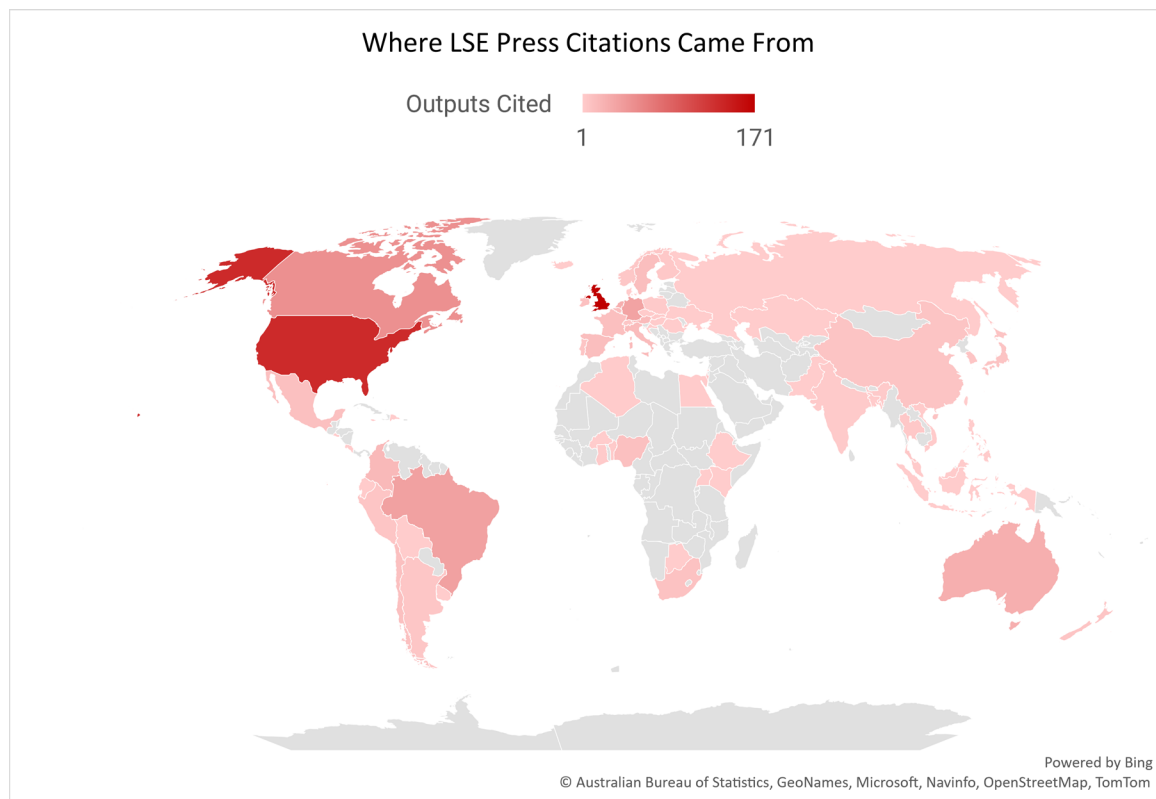 Where LSE Press Citations Came From
Outputs Cited
1 171
Powered by Bing
© Australian Bureau of Statistics, GeoNames, Microsoft, Navinfo, OpenStreetMap, TomTom